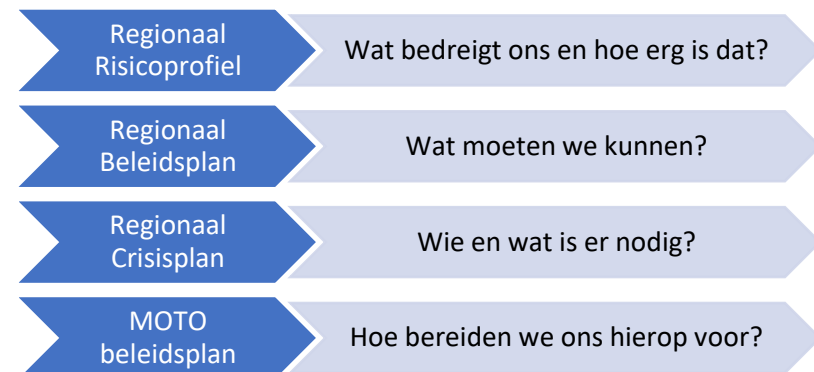 Regionaal
Risicoprofiel
Wat bedreigt ons en hoe erg is dat?
Regionaal
Beleidsplan
Wat moeten we kunnen?
Regionaal
Crisisplan
Wie en wat is er nodig?
MOTO
beleidsplan
Hoe bereiden we ons hierop voor?